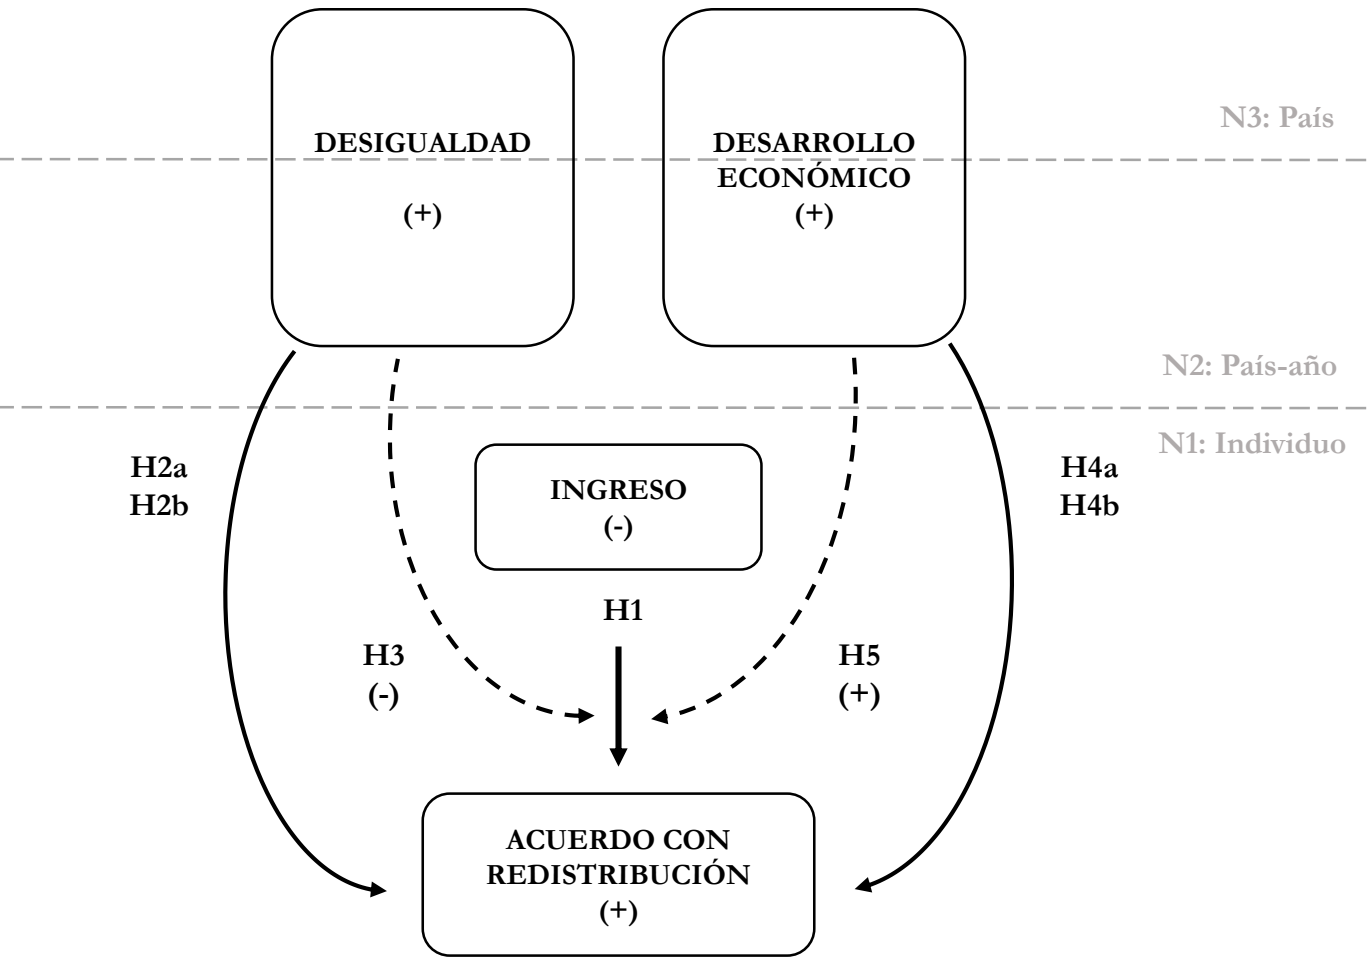 N3: País
DESIGUALDAD
(+)
DESARROLLO
ECONÓMICO
(+)
N2: País-año
N1: Individuo
H2a
H2b
INGRESO
(-)
H4a
H4b
H1
H3
(-)
H5
(+)
ACUERDO CON
REDISTRIBUCIÓN
(+)